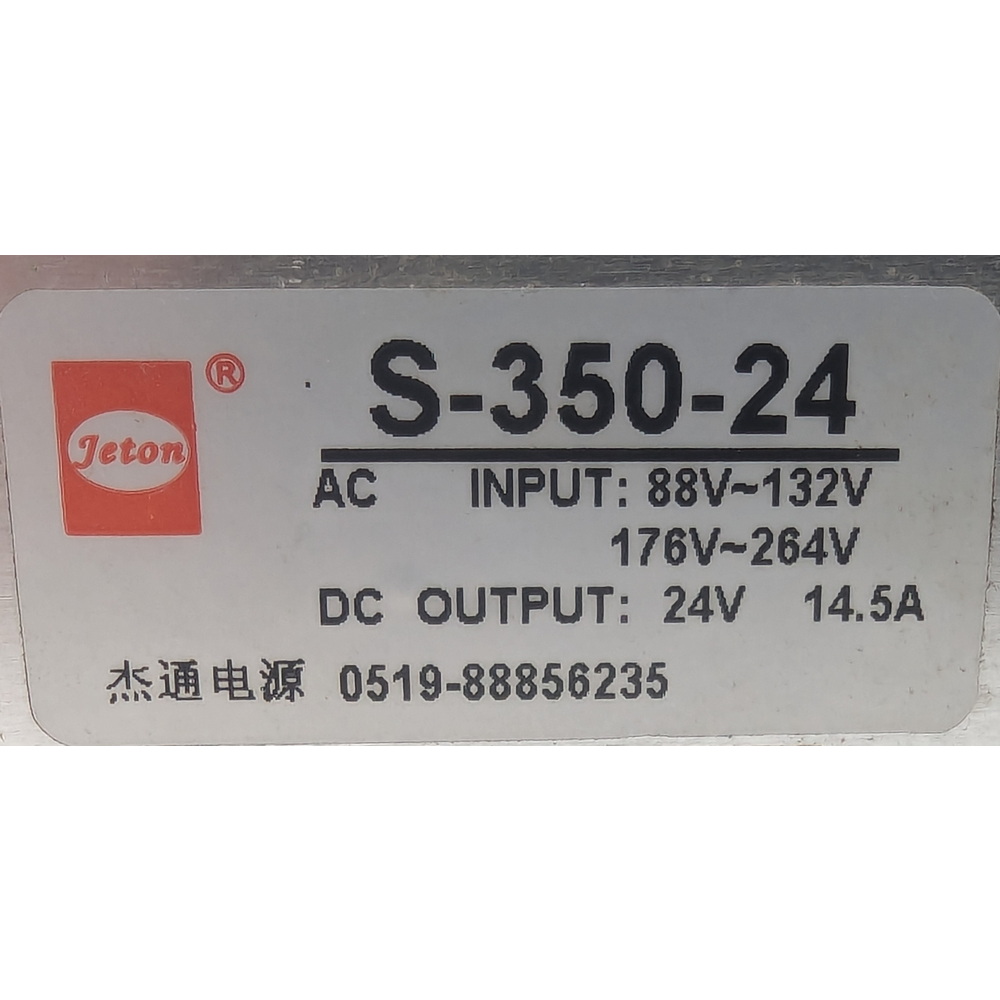 Jeton ®
S-350-24
AC INPUT: 88V~132V
176V~264V
DC OUTPUT: 24V 14.5A
杰通电源 0519-88856235